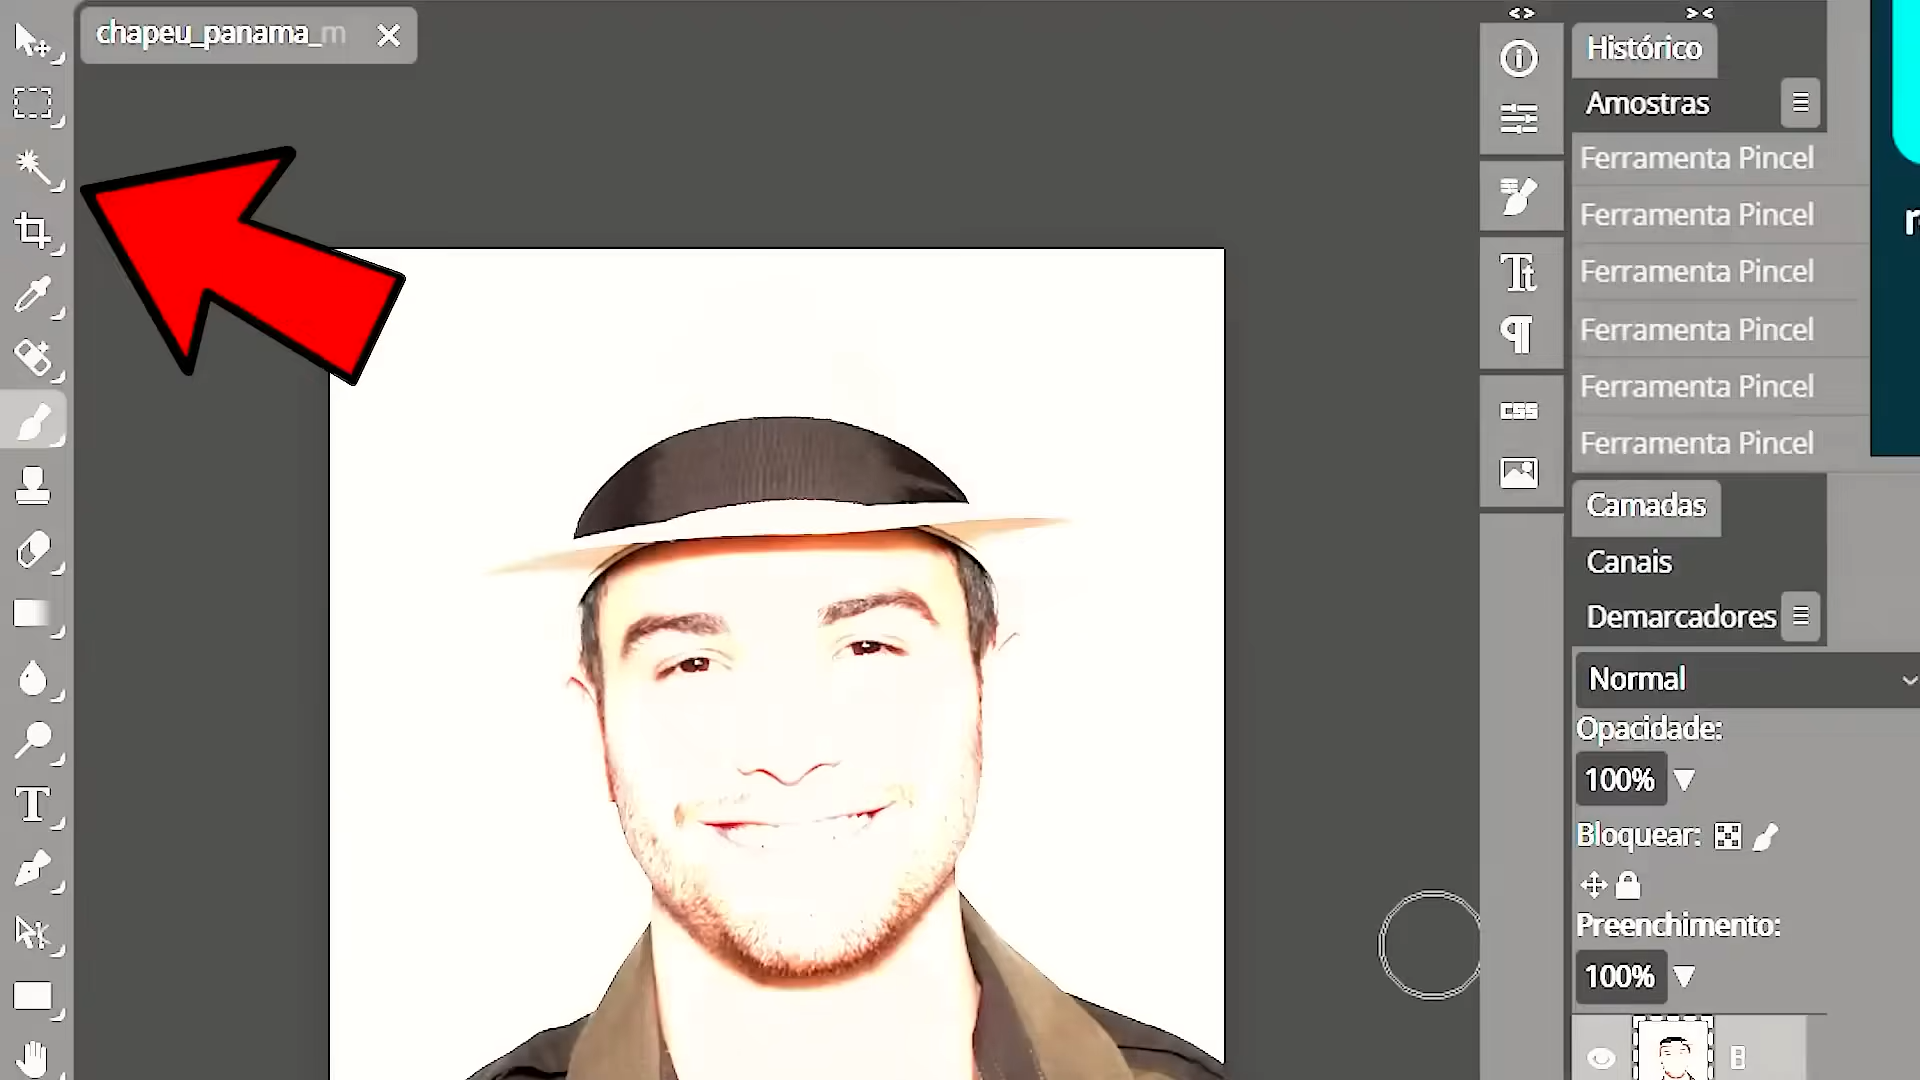 chapeu_panama_m
Histórico
Amostras
Ferramenta Pincel
Ferramenta Pincel
Ferramenta Pincel
Ferramenta Pincel
Ferramenta Pincel
Ferramenta Pincel
CSS
Camadas
Canais
Demarcadores
Normal
Opacidade:
100%
Bloquear:
Preenchimento:
100%